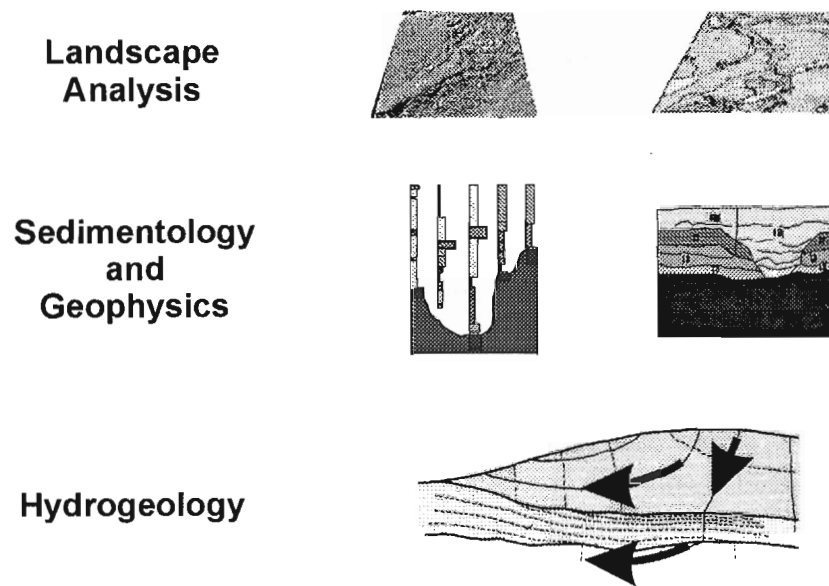 Landscape
Analysis
Sedimentology
and
Geophysics
Hydrogeology